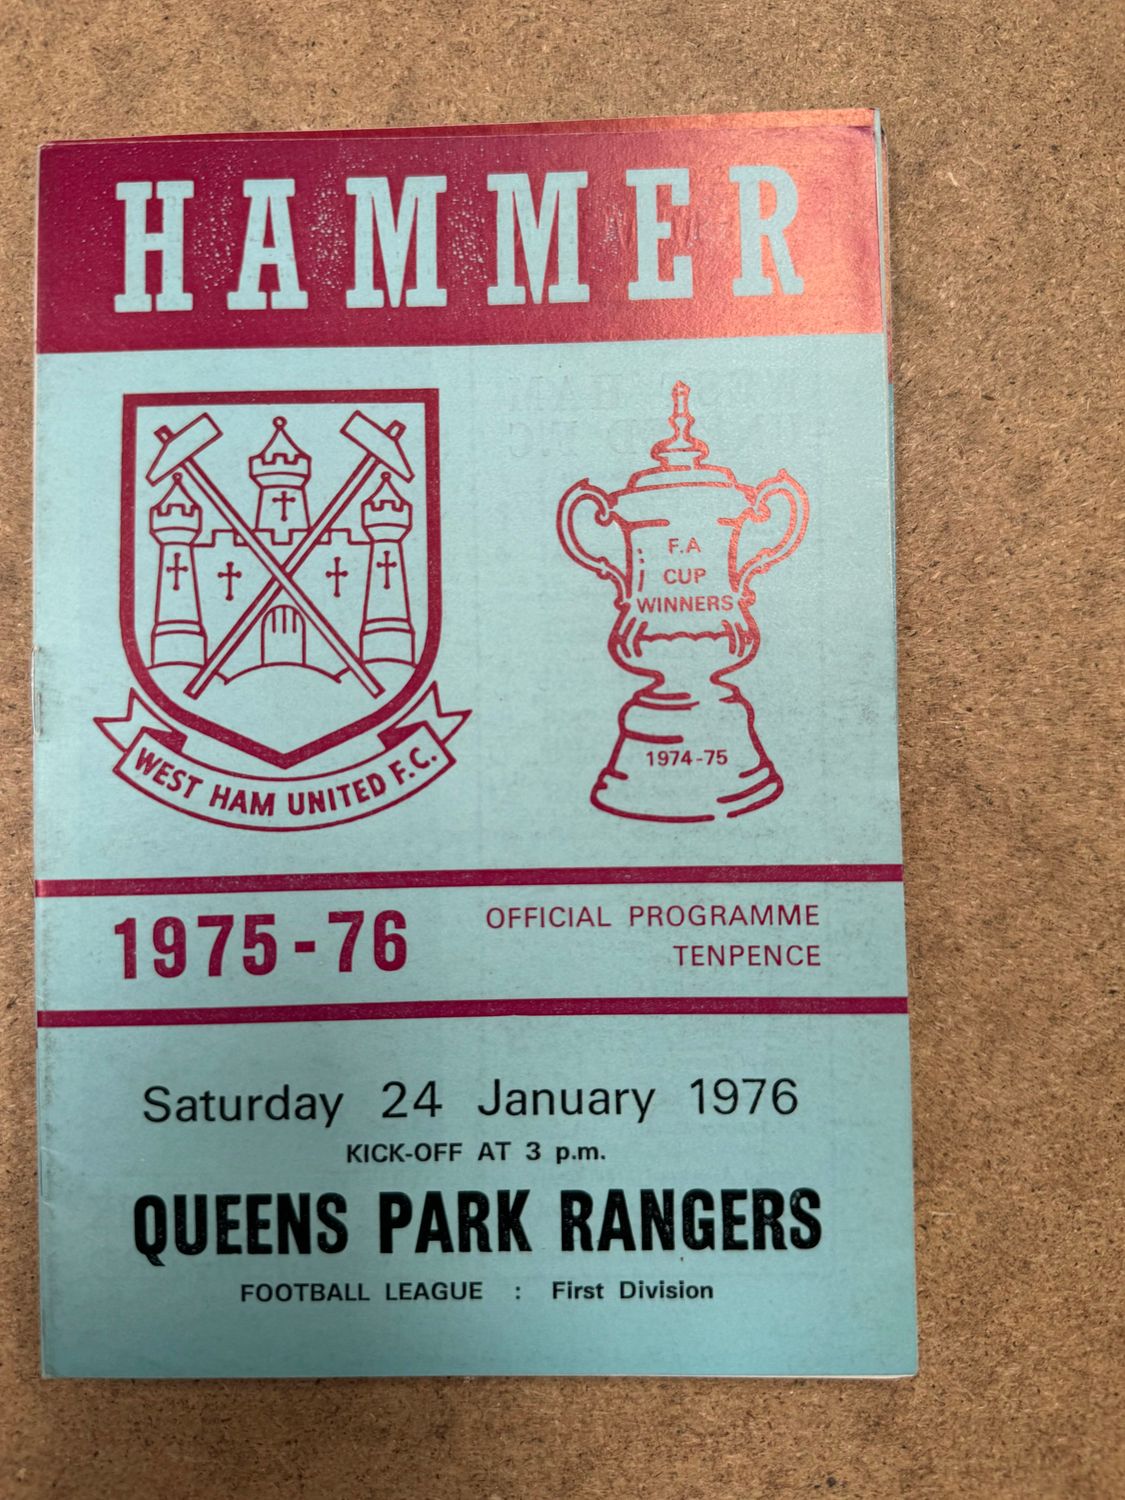 HAMMER
F.A
CUP
WINNERS
1974-75
WEST HAM UNITED F.C.
1975-76
OFFICIAL PROGRAMME
TENPENCE
Saturday 24 January 1976
KICK-OFF AT 3 p.m.
QUEENS PARK RANGERS
FOOTBALL LEAGUE : First Division